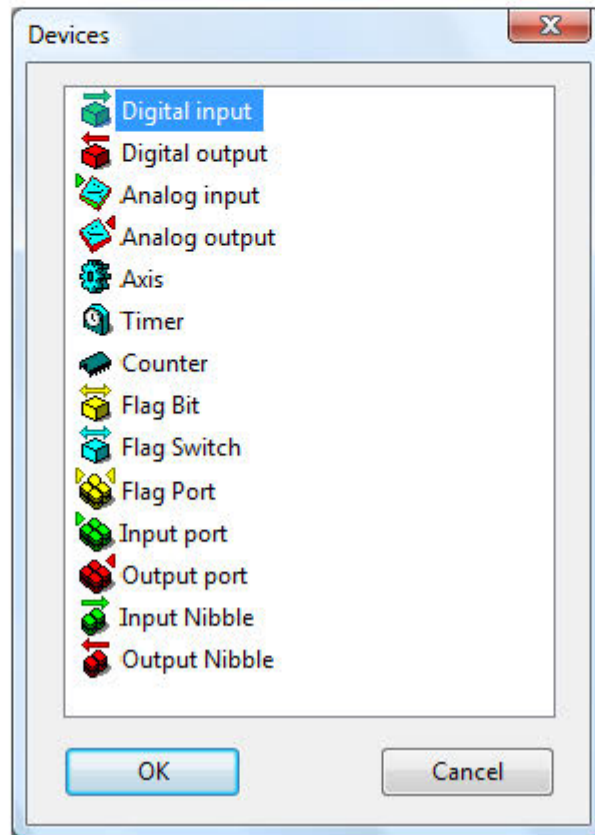 Devices
Digital input
Digital output
Analog input
Analog output
Axis
Timer
Counter
Flag Bit
Flag Switch
Flag Port
Input port
Output port
Input Nibble
Output Nibble
OK Cancel